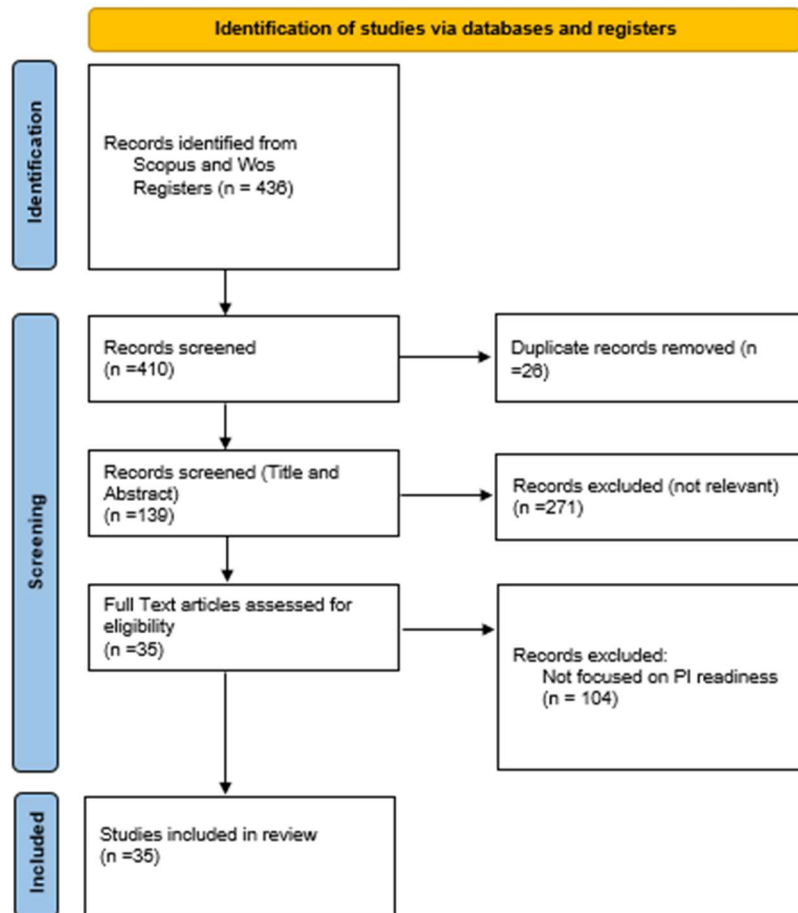 Identification of studies via databases and registers
Identification
Records identified from
Scopus and Wos
Registers (n = 436)
Screening
Records screened
(n =410)
Duplicate records removed (n
=26)
Records screened (Title and
Abstract)
(n =139)
Records excluded (not relevant)
(n =271)
Full Text articles assessed for
eligibility
(n =35)
Records excluded:
Not focused on PI readiness
(n = 104)
Included
Studies included in review
(n =35)